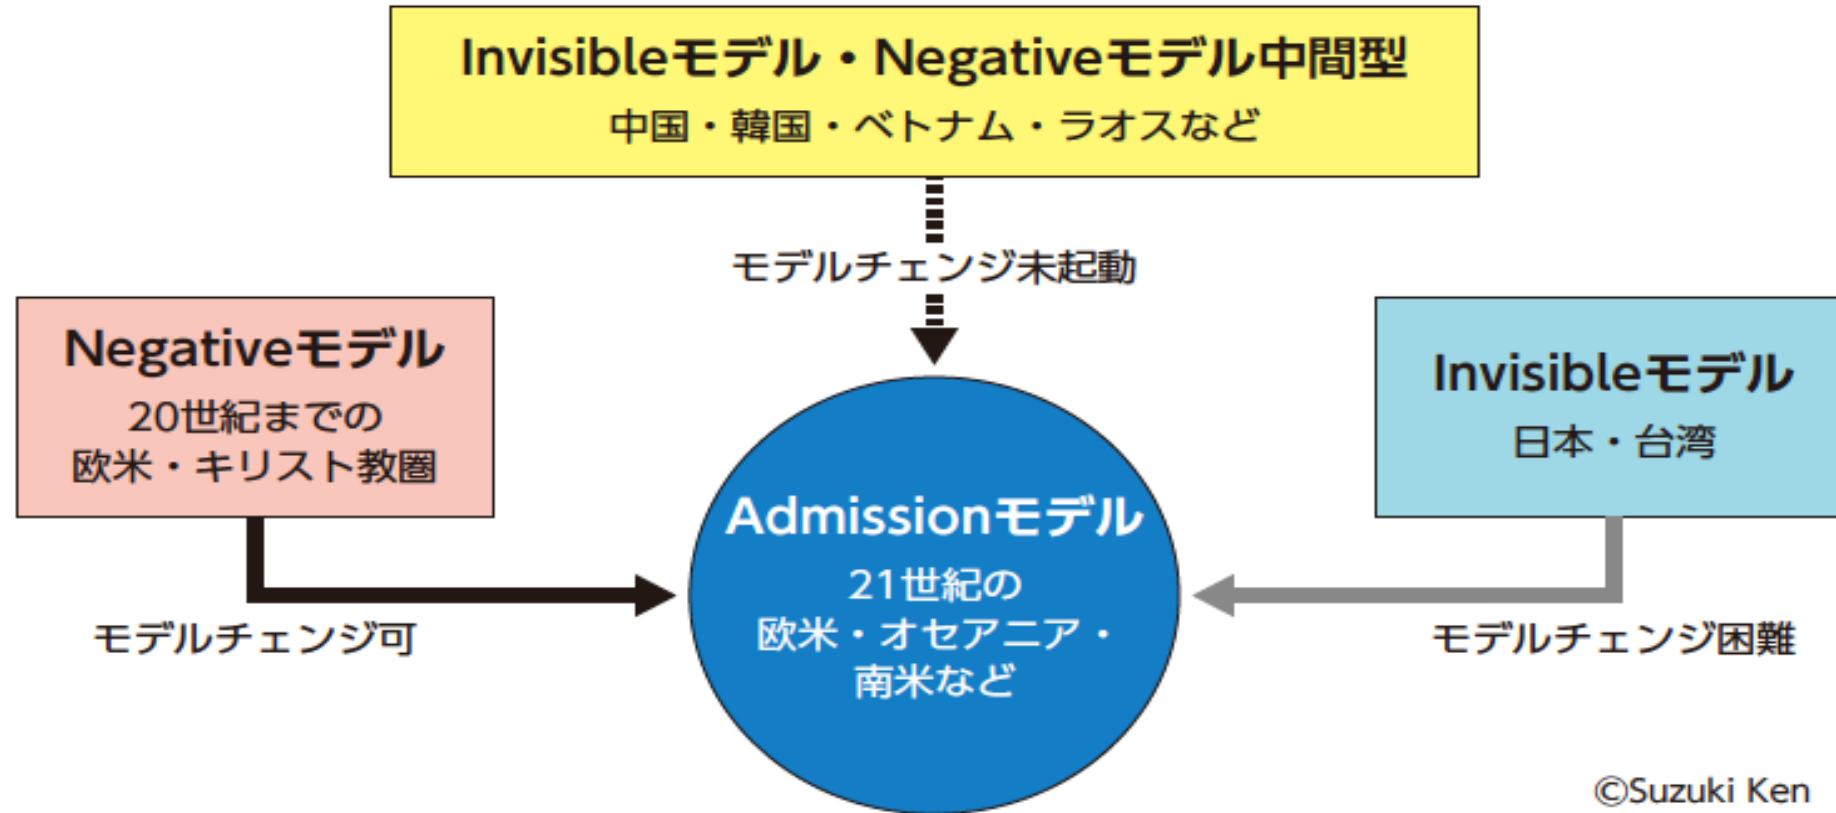 Invisibleモデル・Negativeモデル中間型
中国・韓国・ベトナム・ラオスなど
モデルチェンジ未起動
Negativeモデル
20世紀までの
欧米・キリスト教圏
モデルチェンジ可
Admissionモデル
21世紀の
欧米・オセアニア・
南米など
Invisibleモデル
日本・台湾
モデルチェンジ困難
©Suzuki Ken